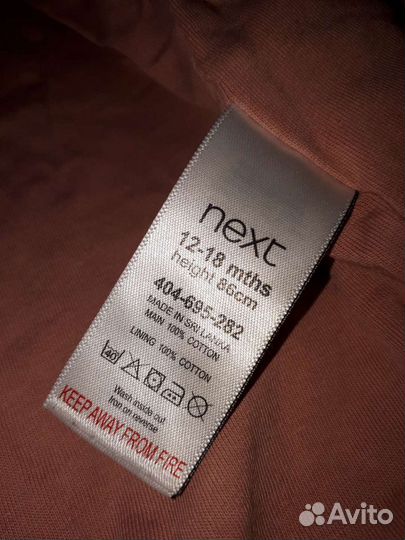 next
12-18 mths
height 86cm
404-695-282
MADE IN SRI LANKA
MAIN 100% COTTON
LINING 100% COTTON
40
Wash inside out
Iron on reverse
KEEP AWAY FROM FIRE
Avito